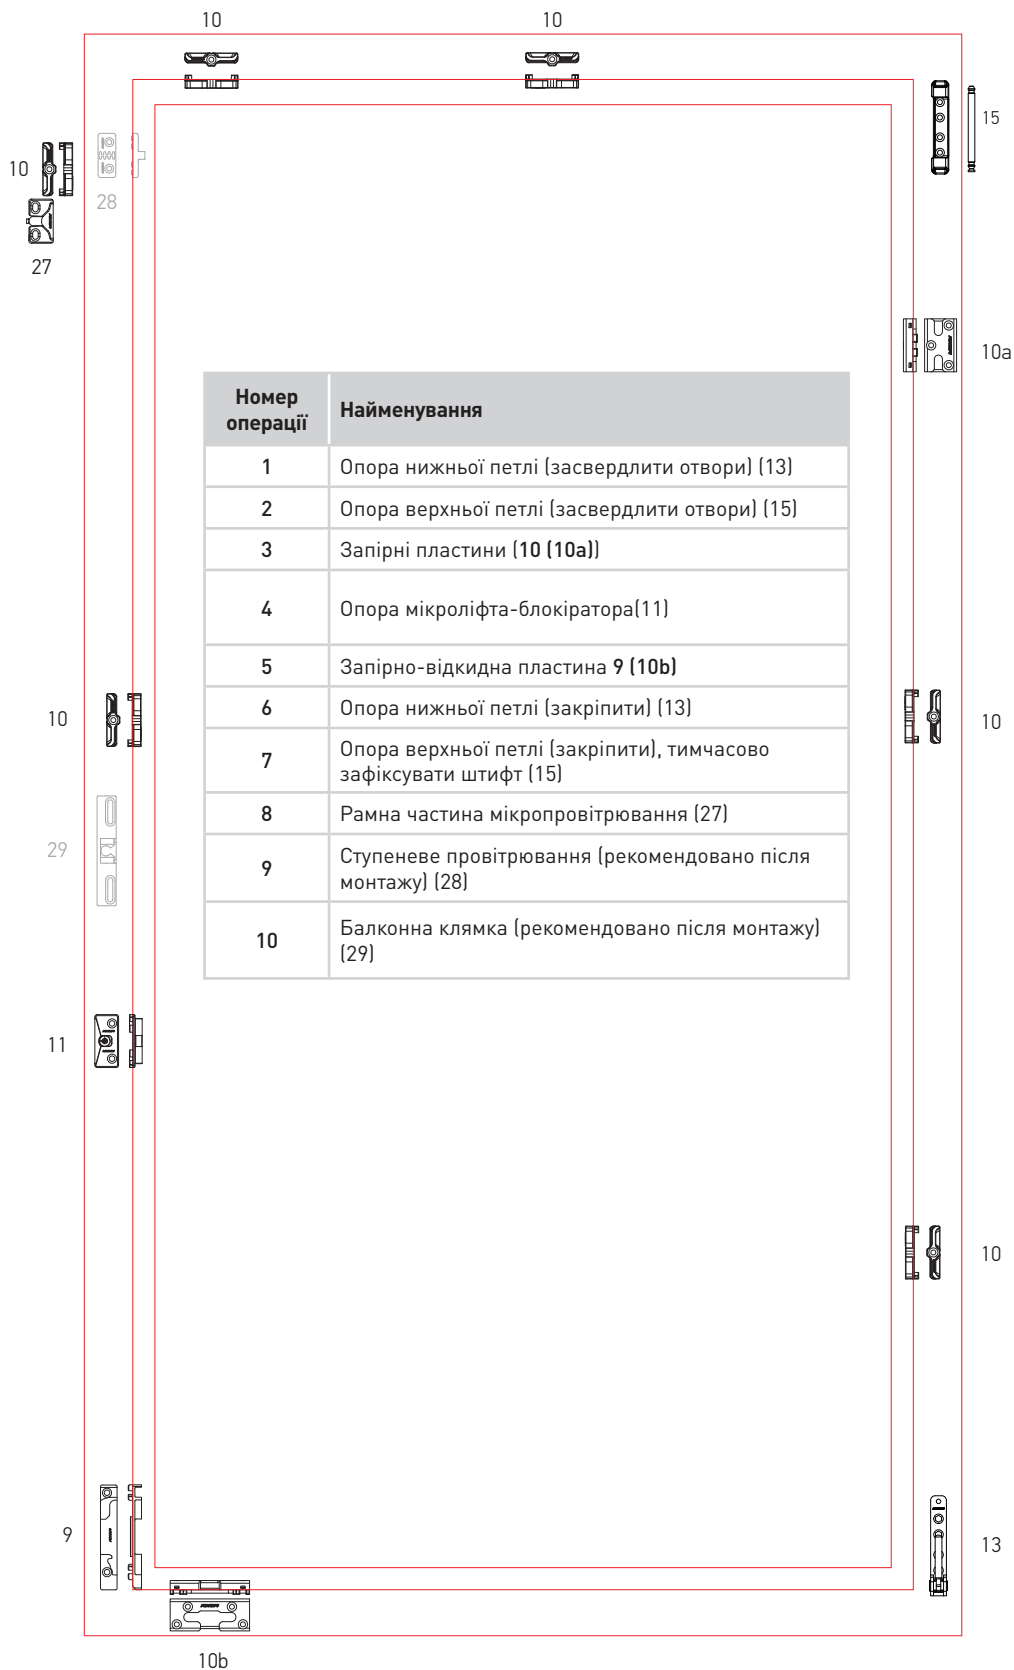 10
10
15
10
28
27
10a
Номер операції
Найменування
1
Опора нижньої петлі (засвердлити отвори) (13)
2
Опора верхньої петлі (засвердлити отвори) (15)
3
Запірні пластини (10 (10a))
4
Опора мікроліфта-блокіратора(11)
5
Запірно-відкидна пластина 9 (10b)
6
Опора нижньої петлі (закріпити) (13)
7
Опора верхньої петлі (закріпити), тимчасово
зафіксувати штифт (15)
8
Рамна частина мікропровітрювання (27)
9
Ступеневе провітрювання (рекомендовано після
монтажу) (28)
10
Балконна клямка (рекомендовано після монтажу)
(29)
10
10
29
11
10
9
13
10b